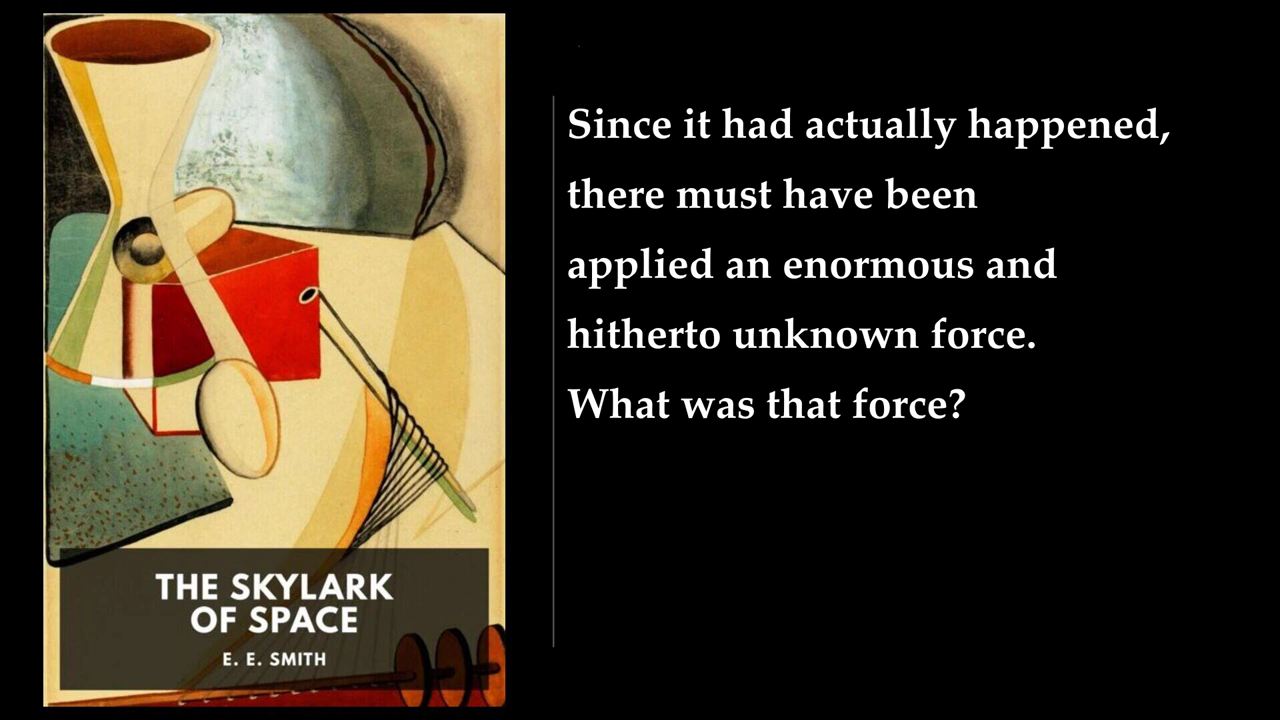 THE SKYLARK
OF SPACE
E. E. SMITH
Since it had actually happened,
there must have been
applied an enormous and
hitherto unknown force.
What was that force?